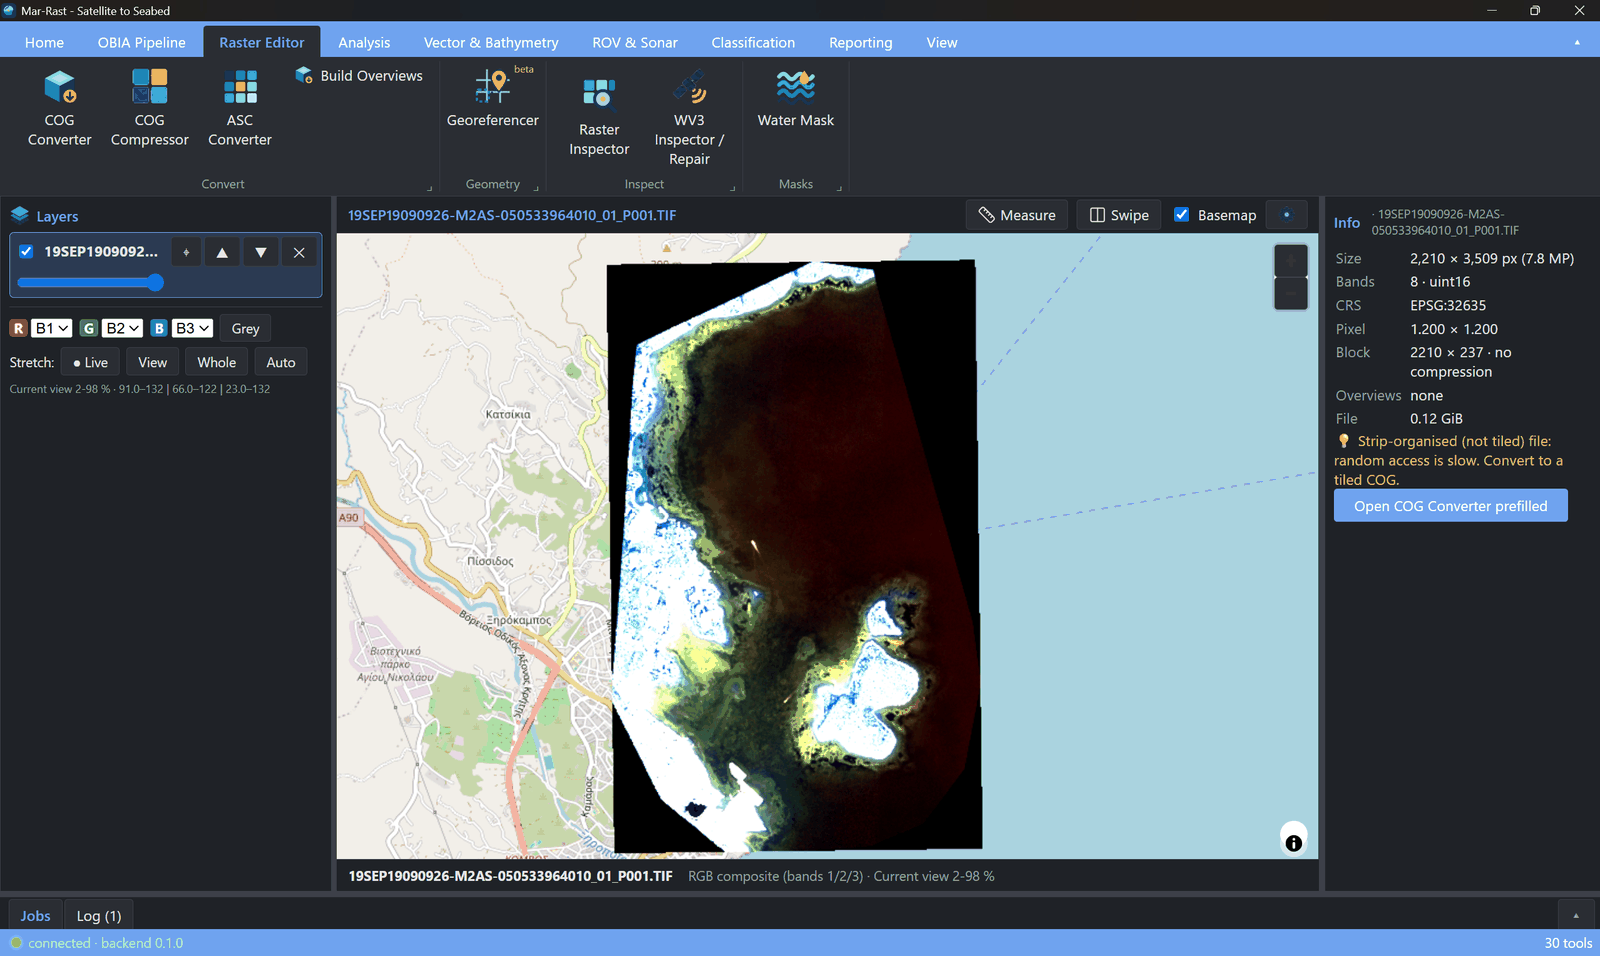 Mar-Rast - Satellite to Seabed
Home
OBIA Pipeline
Raster Editor
Analysis
Vector & Bathymetry
ROV & Sonar
Classification
Reporting
View
COG Converter
COG Compressor
ASC Converter
Build Overviews
Convert
beta
Georeferencer
Geometry
Raster Inspector
WV3 Inspector / Repair
Inspect
Water Mask
Masks
Layers
19SEP1909092...
R B1 G B2 B B3 Grey
Stretch: ● Live View Whole Auto
Current view 2-98 % · 91.0–132 | 66.0–122 | 23.0–132
19SEP19090926-M2AS-050533964010_01_P001.TIF
Measure
Swipe
Basemap
Κατσίκια
Α90
Πίσσιδος
Ξηρόκαμπος
Βιοτεχνικό
πάρκο
Αγίου Νικολάου
Βόρειος Οδικός Άξονας Κρήτης
Καμάρας
19SEP19090926-M2AS-050533964010_01_P001.TIF RGB composite (bands 1/2/3) · Current view 2-98 %
Info · 19SEP19090926-M2AS-
050533964010_01_P001.TIF
Size 2,210 × 3,509 px (7.8 MP)
Bands 8 · uint16
CRS EPSG:32635
Pixel 1.200 × 1.200
Block 2210 × 237 · no
compression
Overviews none
File 0.12 GiB
Strip-organised (not tiled) file:
random access is slow. Convert to a
tiled COG.
Open COG Converter prefilled
Jobs
Log (1)
connected · backend 0.1.0
30 tools